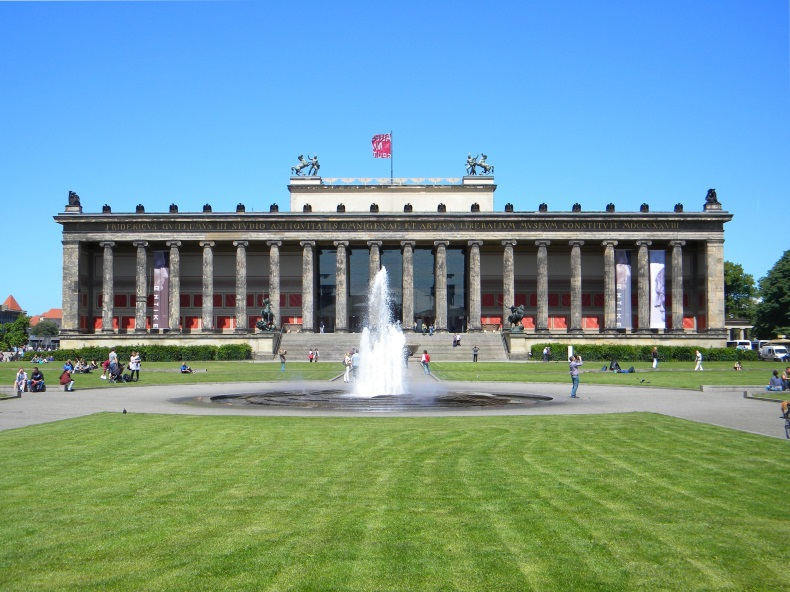 FRIDERICVS GVILELMVS III STVDIO ANTIQVITATIS OMNIGENAE ET ARTIVM LIBERALIVM MVSEVM CONSTITVIT MDCCCXXVIII